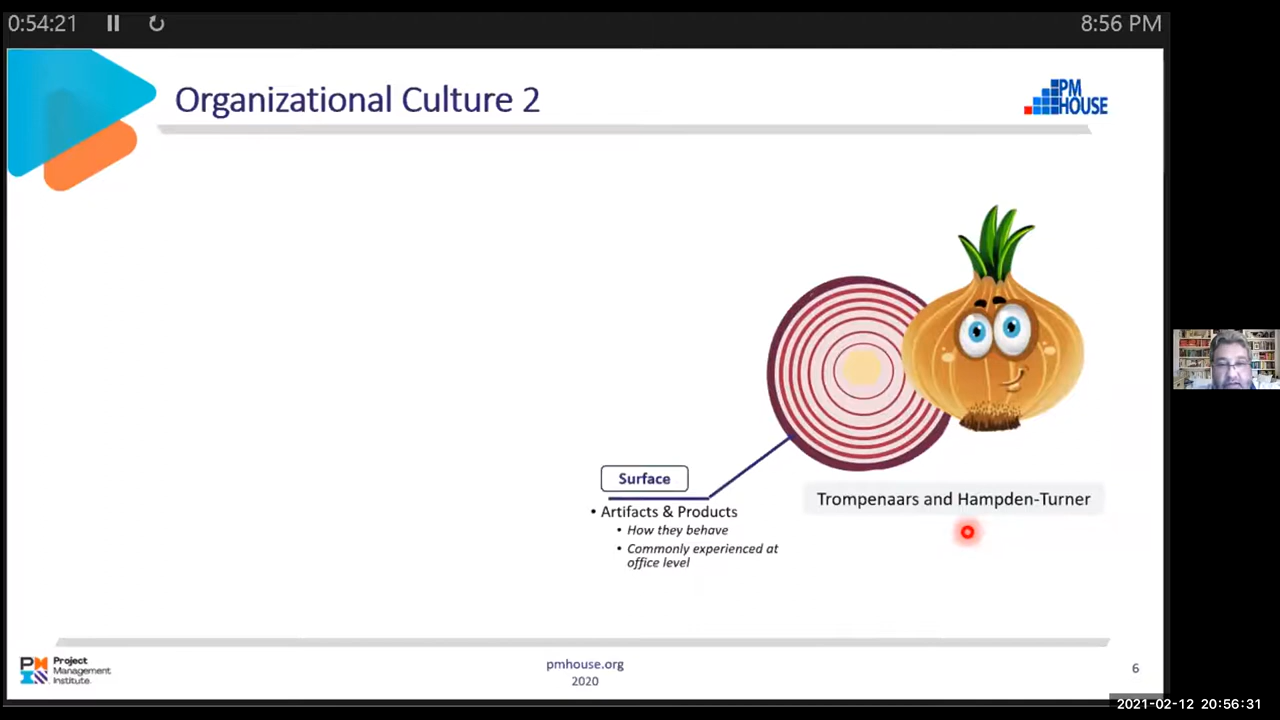 0:54:21
8:56 PM
Organizational Culture 2
PM
HOUSE
Surface
• Artifacts & Products
• How they behave
• Commonly experienced at
office level
Trompenaars and Hampden-Turner
Project
Management
Institute.
pmhouse.org
2020
6
2021-02-12 20:56:31